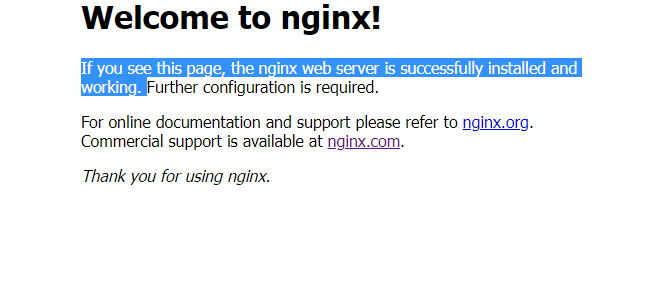 Welcome to nginx!
If you see this page, the nginx web server is successfully installed and
working. Further configuration is required.
For online documentation and support please refer to nginx.org.
Commercial support is available at nginx.com.
Thank you for using nginx.